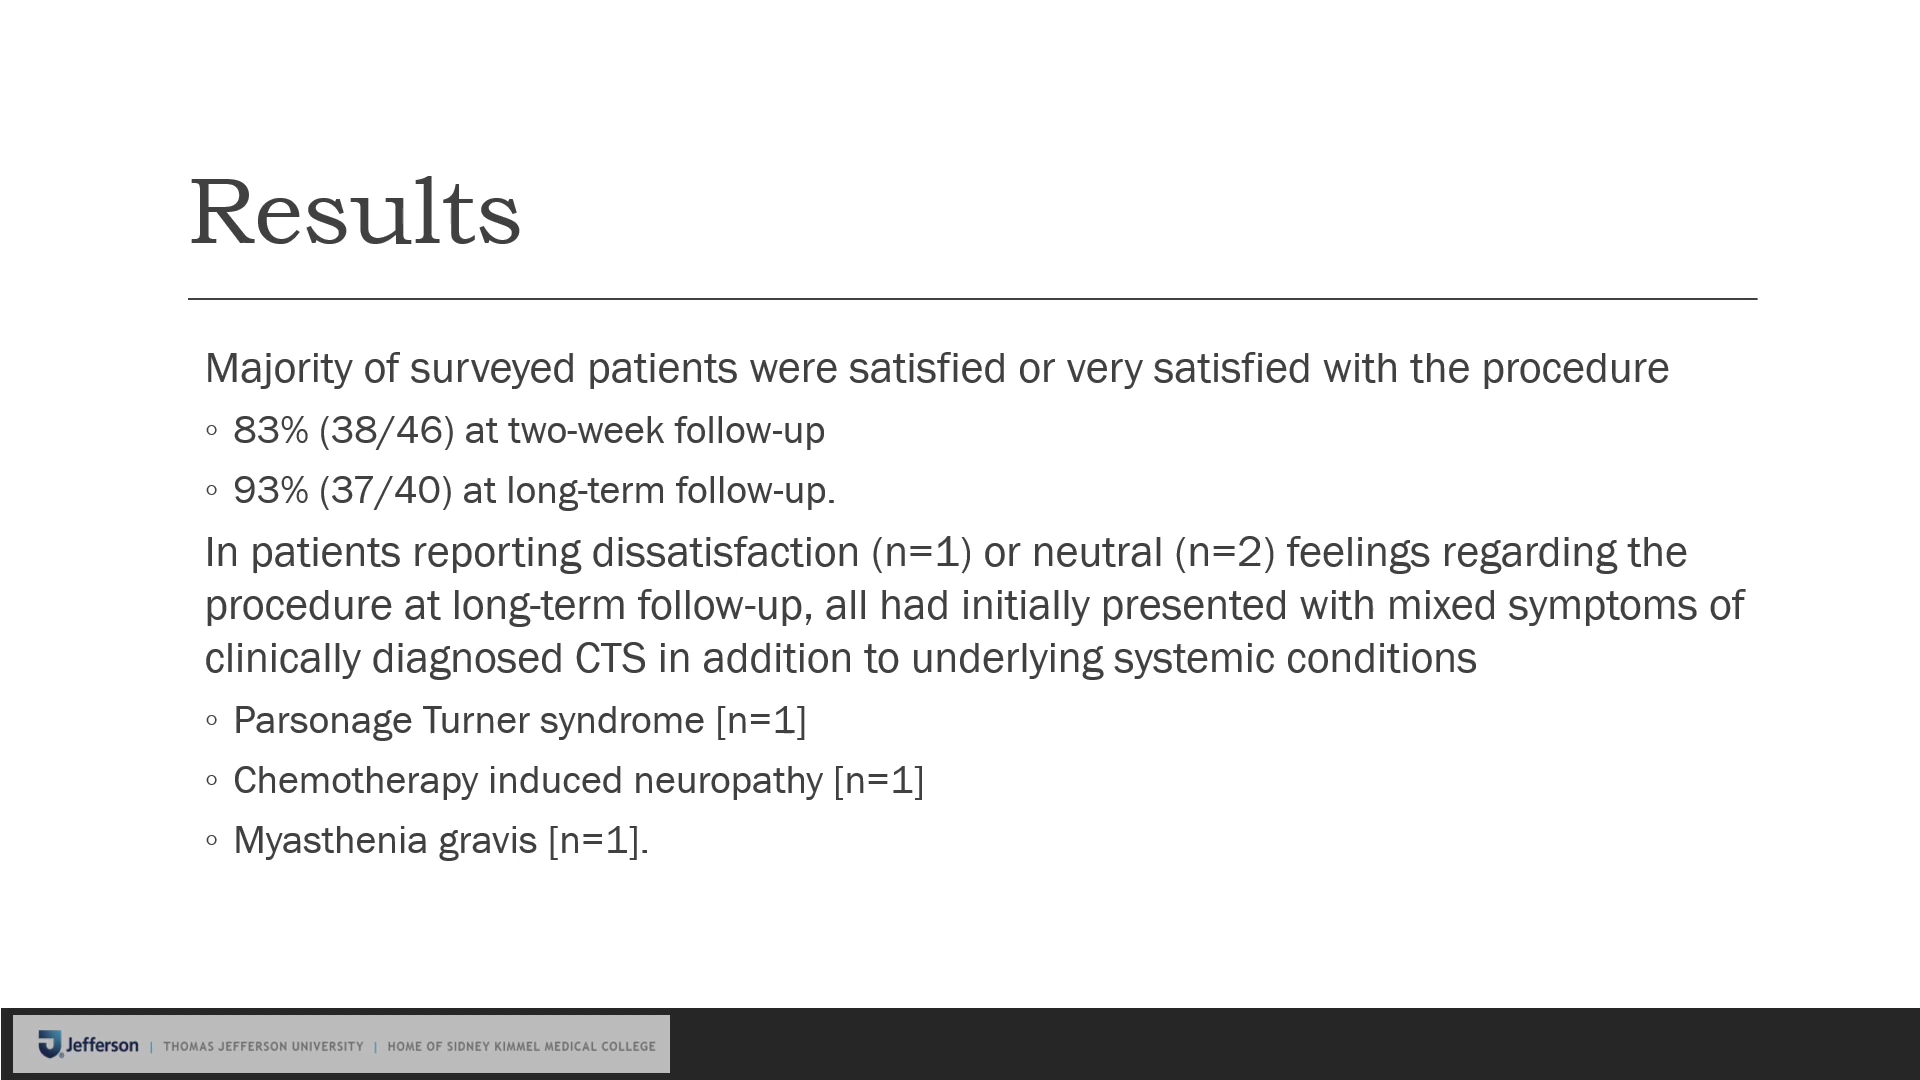 Results
Majority of surveyed patients were satisfied or very satisfied with the procedure
◦ 83% (38/46) at two-week follow-up
◦ 93% (37/40) at long-term follow-up.
In patients reporting dissatisfaction (n=1) or neutral (n=2) feelings regarding the
procedure at long-term follow-up, all had initially presented with mixed symptoms of
clinically diagnosed CTS in addition to underlying systemic conditions
◦ Parsonage Turner syndrome [n=1]
◦ Chemotherapy induced neuropathy [n=1]
◦ Myasthenia gravis [n=1].
Jefferson | THOMAS JEFFERSON UNIVERSITY | HOME OF SIDNEY KIMMEL MEDICAL COLLEGE